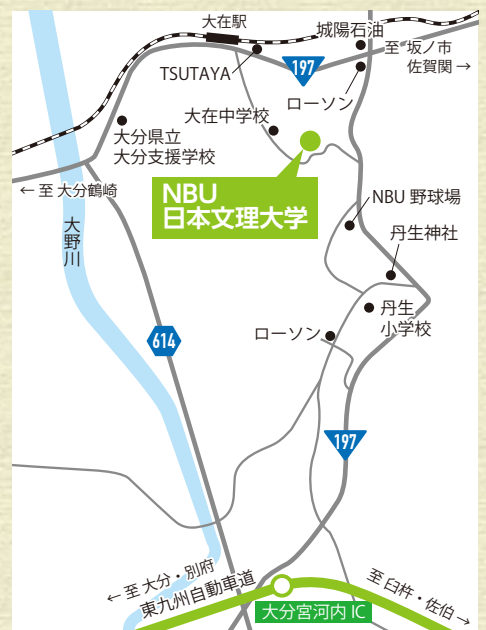 大在駅
城陽石油
197
至 坂ノ市
佐賀関 →
TSUTAYA
ローソン
大在中学校
大分県立
大分支援学校
← 至 大分鶴崎
NBU
日本文理大学
NBU 野球場
大野川
丹生神社
丹生
小学校
ローソン
614
197
← 至 大分・別府
東九州自動車道
大分宮河内 IC
至 臼杵・佐伯 →